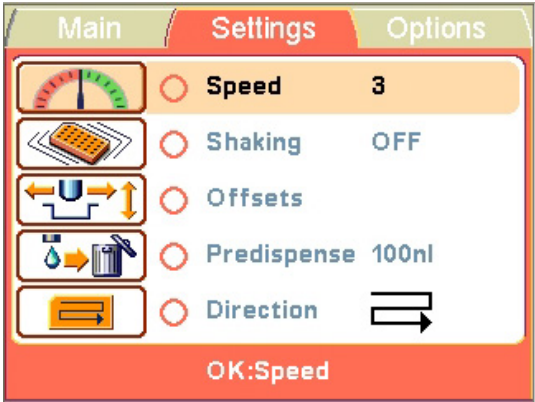 Main Settings Options
Speed 3
Shaking OFF
Offsets
Predispense 100nl
Direction
OK:Speed